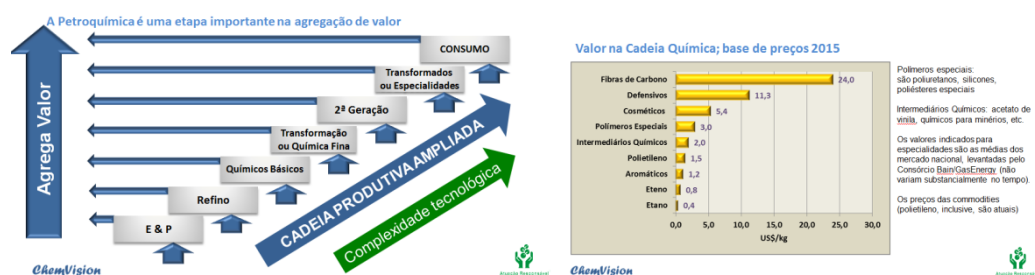 A Petroquímica é uma etapa importante na agregação de valor
Agrega Valor
CONSUMO
Transformados
ou Especialidades
2ª Geração
Transformação
ou Química Fina
Químicos Básicos
Refino
E & P
CADEIA PRODUTIVA AMPLIADA
Complexidade tecnológica
ChemVision
Atuação Responsável
Valor na Cadeia Química; base de preços 2015
Fibras de Carbono 24,0
Defensivos 11,3
Cosméticos 5,4
Polímeros Especiais 3,0
Intermediários Químicos 2,0
Polietileno 1,5
Aromáticos 1,2
Eteno 0,8
Etano 0,4
0,0 5,0 10,0 15,0 20,0 25,0 30,0
US$/kg
Polímeros especiais:
são poliuretanos, silicones,
poliésteres especiais
Intermediários Químicos: acetato de
vinila, químicos para minérios, etc.
Os valores indicados para
especialidades são as médias dos
mercado nacional, levantadas pelo
Consórcio Bain/GasEnergy (não
variam substancialmente no tempo).
Os preços das commodities
(polietileno, inclusive, são atuais)
ChemVision
Atuação Responsável